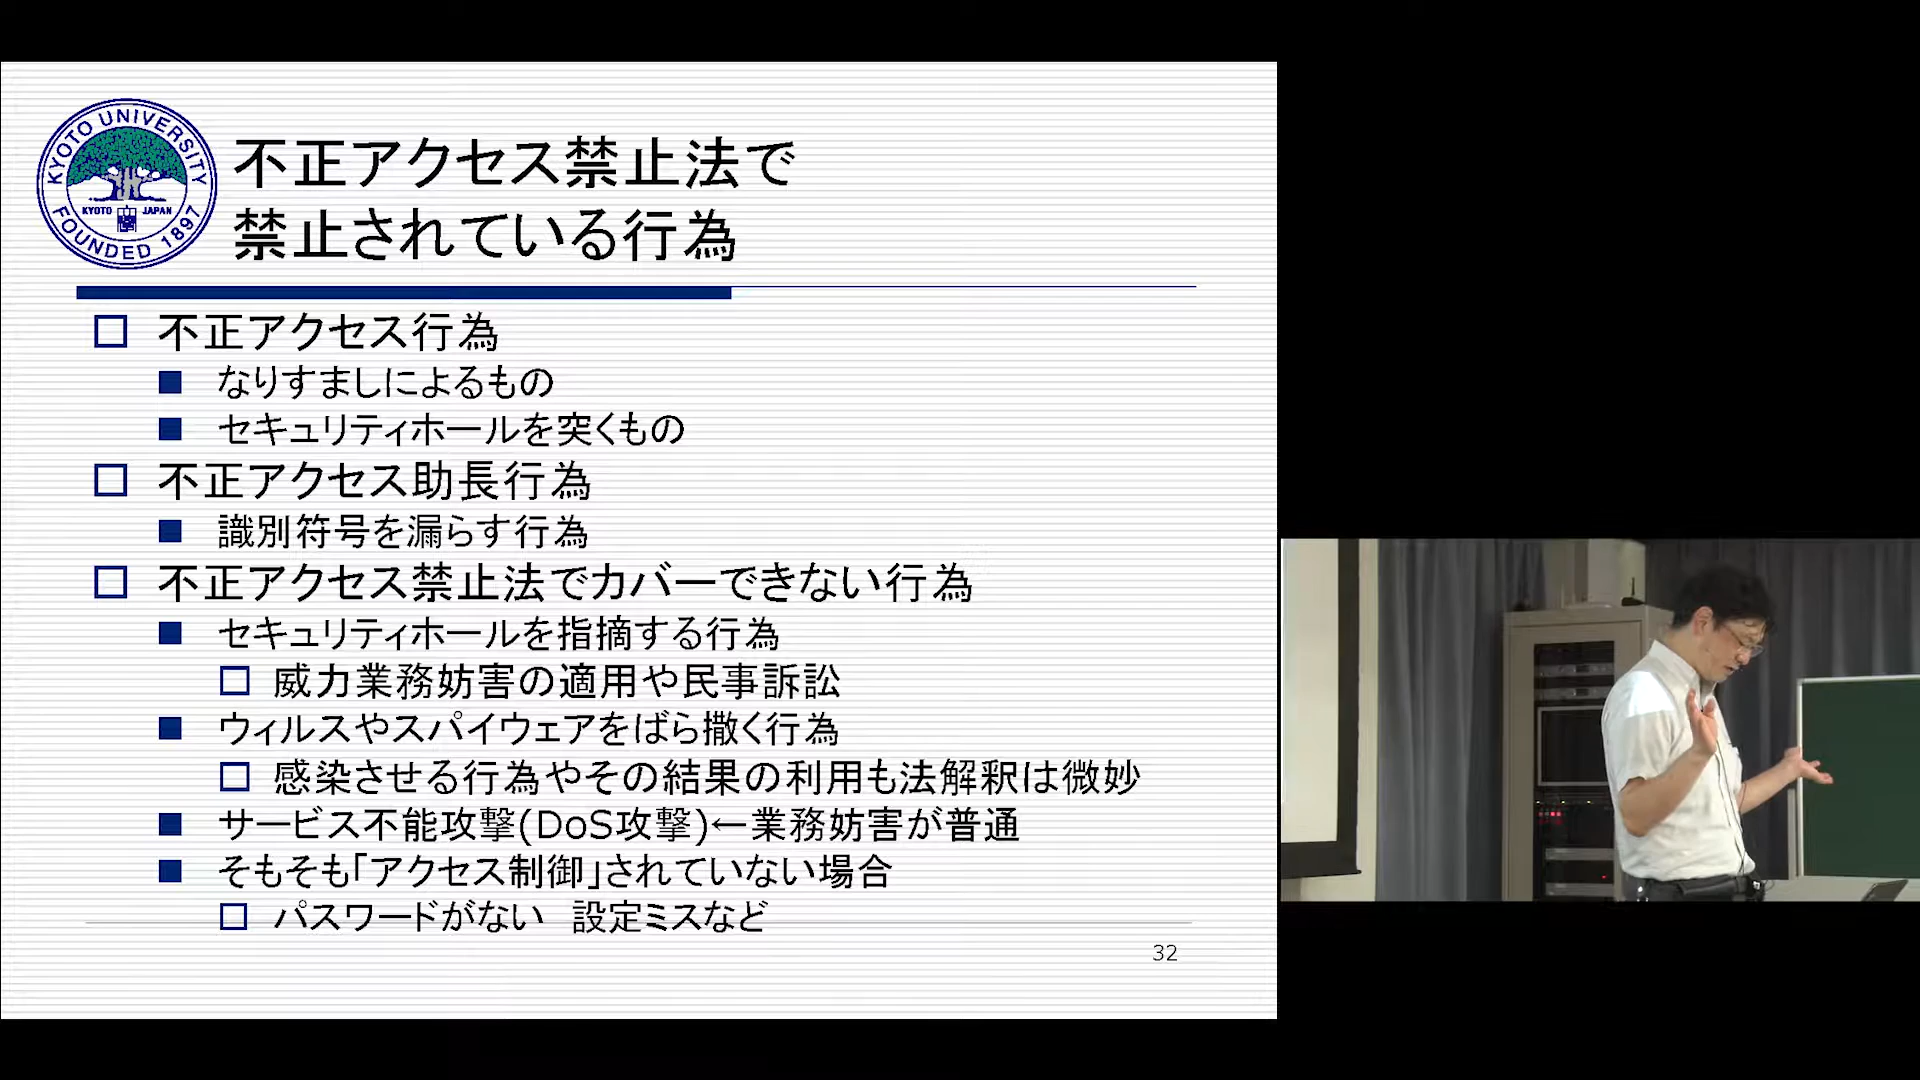 KYOTO UNIVERSITY
KYOTO JAPAN
FOUNDED 1897
不正アクセス禁止法で
禁止されている行為
不正アクセス行為
なりすましによるもの
セキュリティホールを突くもの
不正アクセス助長行為
識別符号を漏らす行為
不正アクセス禁止法でカバーできない行為
セキュリティホールを指摘する行為
威力業務妨害の適用や民事訴訟
ウィルスやスパイウェアをばら撒く行為
感染させる行為やその結果の利用も法解釈は微妙
サービス不能攻撃(DoS攻撃)←業務妨害が普通
そもそも「アクセス制御」されていない場合
パスワードがない 設定ミスなど
32